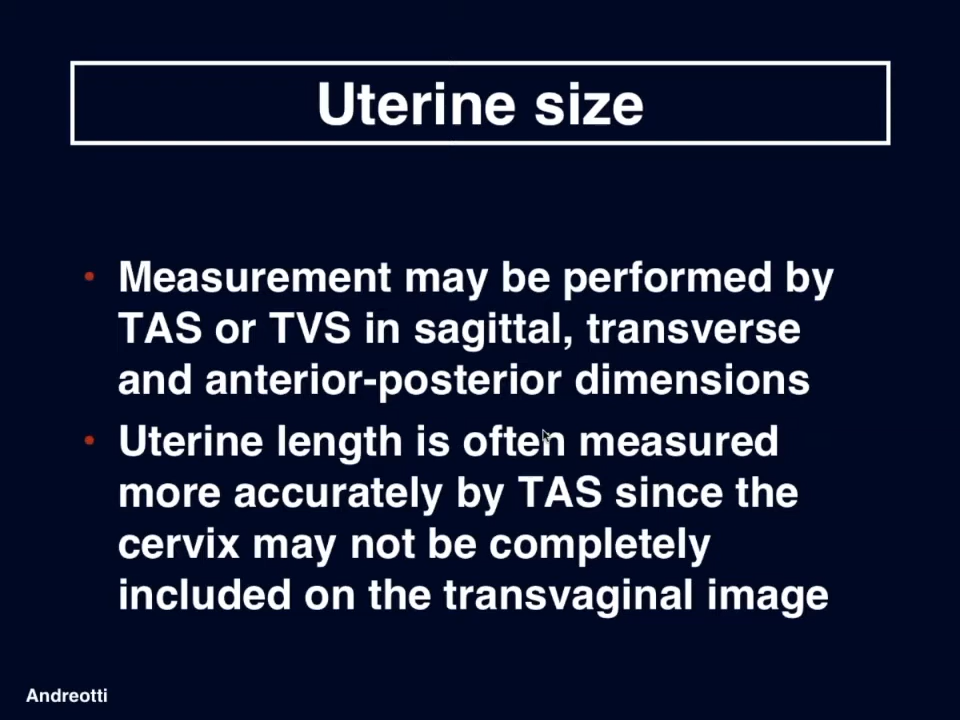 Uterine size
• Measurement may be performed by
TAS or TVS in sagittal, transverse
and anterior-posterior dimensions
• Uterine length is often measured
more accurately by TAS since the
cervix may not be completely
included on the transvaginal image
Andreotti